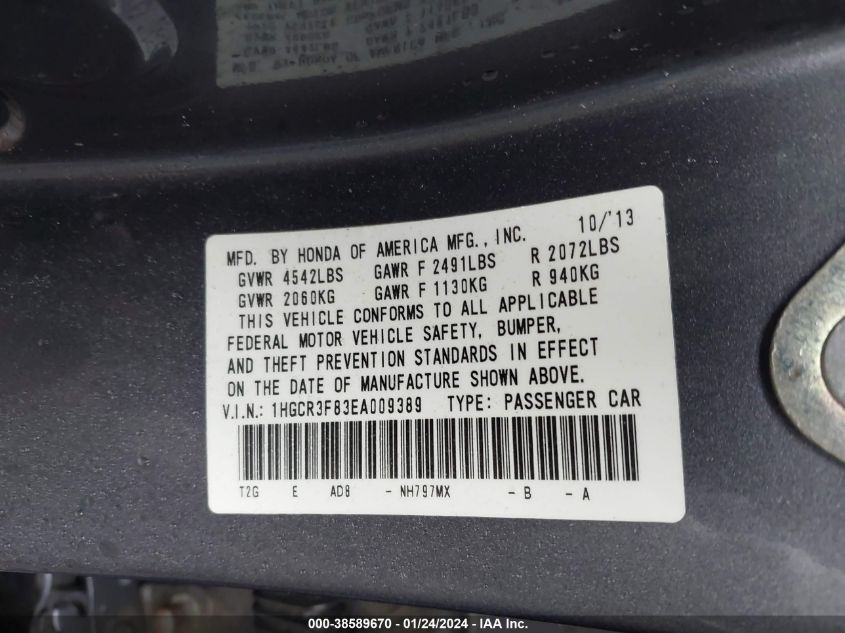 10/'13
MFD. BY HONDA OF AMERICA MFG., INC.
GVWR 4542LBS GAWR F 2491LBS R 2072LBS
GVWR 2060KG GAWR F 1130KG R 940KG
THIS VEHICLE CONFORMS TO ALL APPLICABLE
FEDERAL MOTOR VEHICLE SAFETY, BUMPER,
AND THEFT PREVENTION STANDARDS IN EFFECT
ON THE DATE OF MANUFACTURE SHOWN ABOVE.
V.I.N.: 1HGCR3F83EA009389 TYPE: PASSENGER CAR
T2G E AD8 - NH797MX - B - A
000-38589670 - 01/24/2024 - IAA Inc.